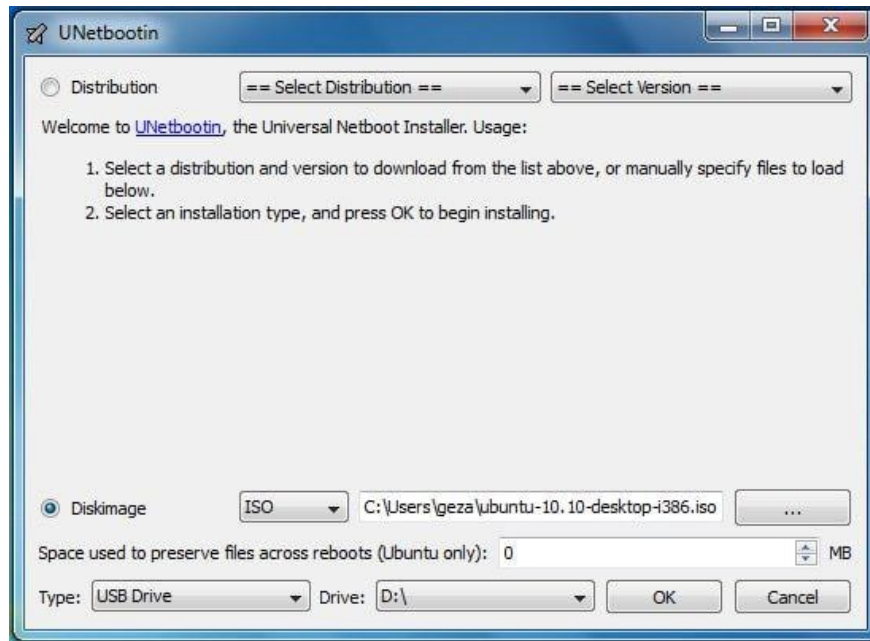 UNetbootin
Distribution == Select Distribution == == Select Version ==
Welcome to UNetbootin, the Universal Netboot Installer. Usage:
1. Select a distribution and version to download from the list above, or manually specify files to load
below.
2. Select an installation type, and press OK to begin installing.
Diskimage ISO C:\Users\geza\ubuntu-10.10-desktop-i386.iso ...
Space used to preserve files across reboots (Ubuntu only): 0 MB
Type: USB Drive Drive: D:\ OK Cancel